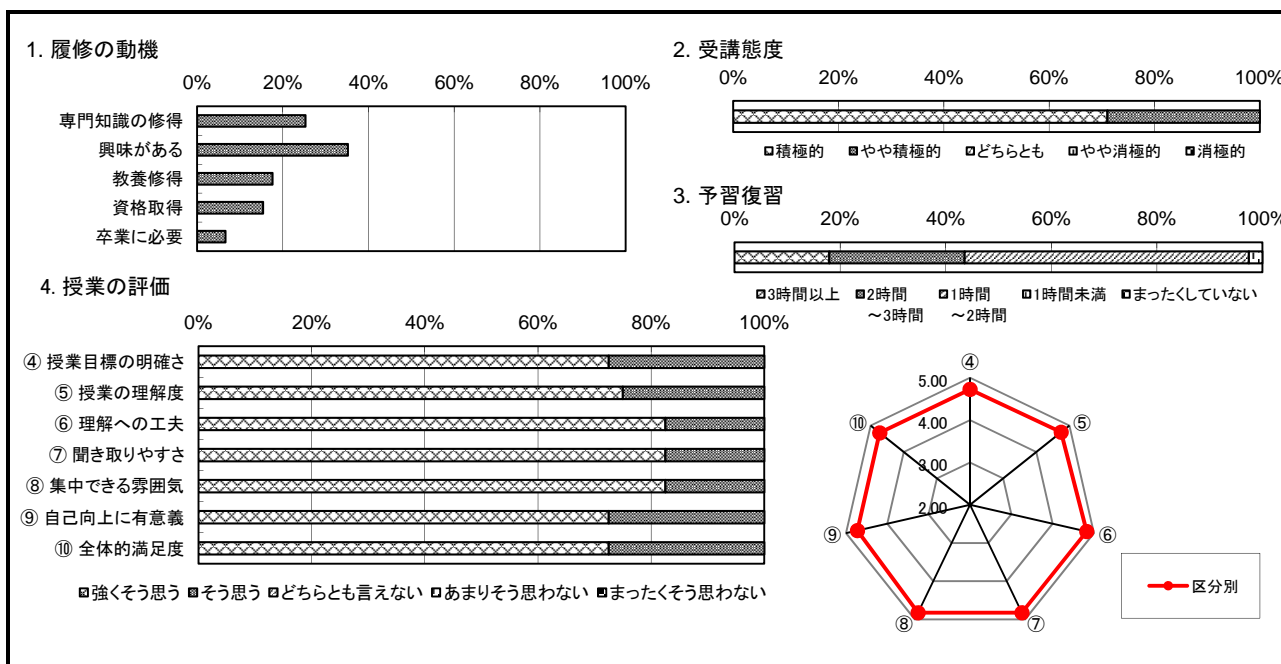 1. 履修の動機
0% 20% 40% 60% 80% 100%
専門知識の修得
興味がある
教養修得
資格取得
卒業に必要
2. 受講態度
0% 20% 40% 60% 80% 100%
積極的 やや積極的 どちらとも やや消極的 消極的
3. 予習復習
0% 20% 40% 60% 80% 100%
3時間以上 2時間 1時間 1時間未満 まったくしていない
～3時間 ～2時間
4. 授業の評価
0% 20% 40% 60% 80% 100%
④ 授業目標の明確さ
⑤ 授業の理解度
⑥ 理解への工夫
⑦ 聞き取りやすさ
⑧ 集中できる雰囲気
⑨ 自己向上に有意義
⑩ 全体的満足度
強くそう思う そう思う どちらとも言えない あまりそう思わない まったくそう思わない
④
5.00
⑩ 4.00 ⑤
3.00
2.00
⑨ ⑥
⑧ ⑦
区分別